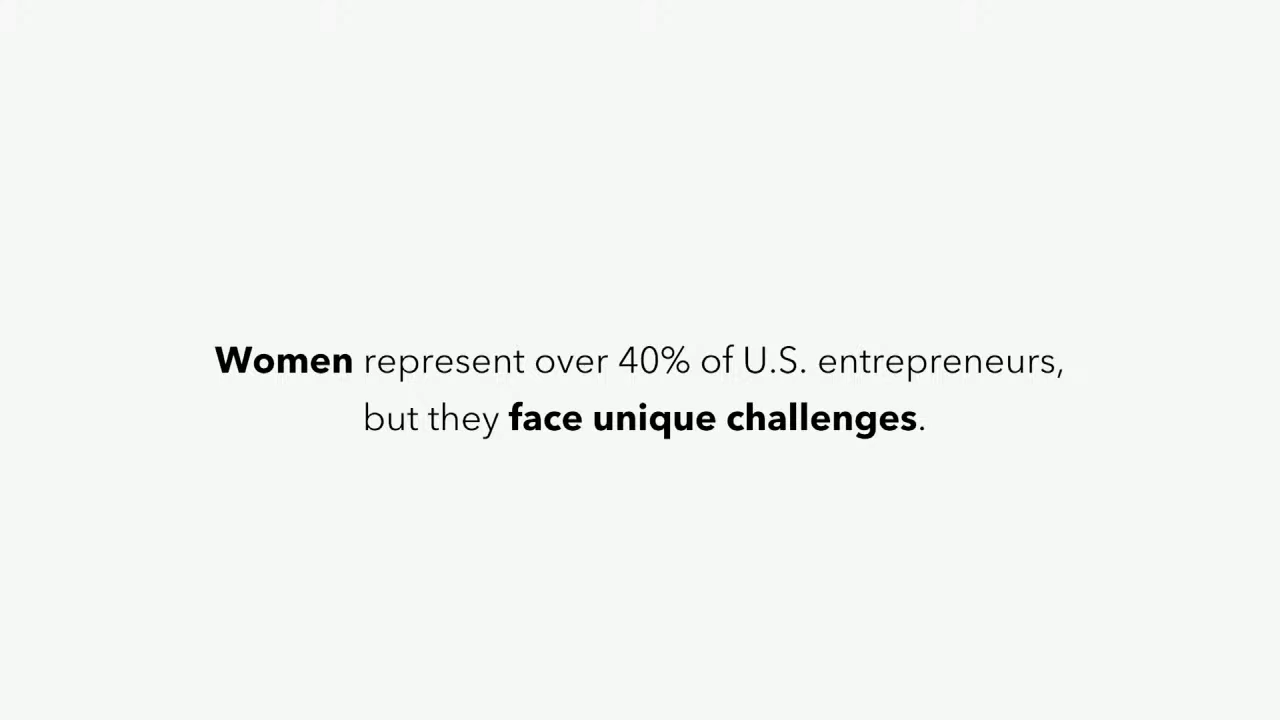 Women represent over 40% of U.S. entrepreneurs,
but they face unique challenges.